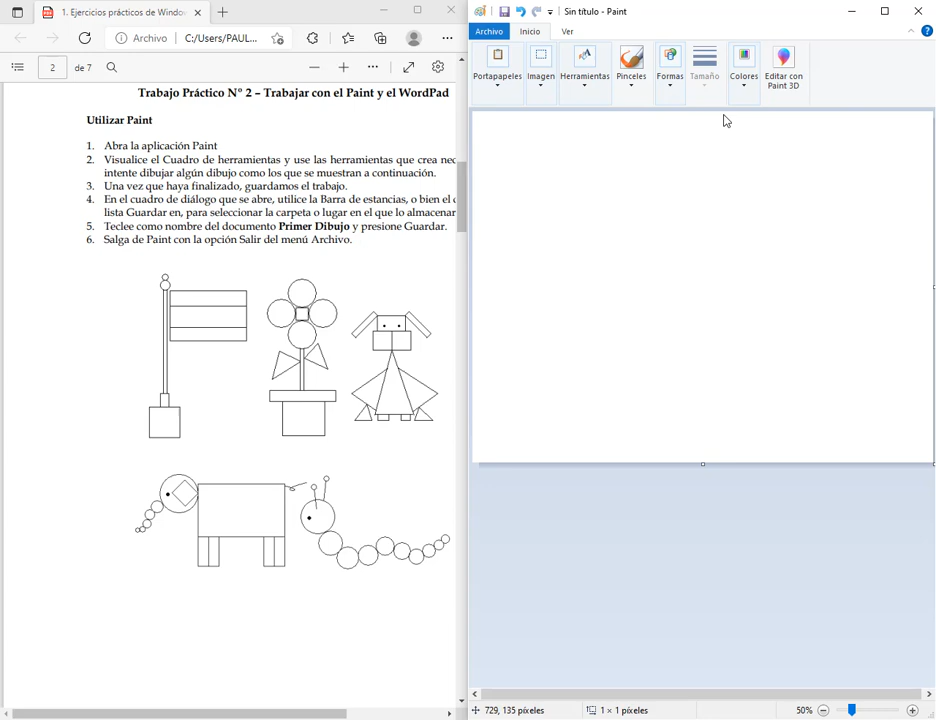 1. Ejercicios prácticos de Window
Archivo
C:/Users/PAUL...
2
de 7
Trabajo Práctico Nº 2 – Trabajar con el Paint y el WordPad
Utilizar Paint
1. Abra la aplicación Paint
2. Visualice el Cuadro de herramientas y use las herramientas que crea nec
intente dibujar algún dibujo como los que se muestran a continuación.
3. Una vez que haya finalizado, guardamos el trabajo.
4. En el cuadro de diálogo que se abre, utilice la Barra de estancias, o bien el c
lista Guardar en, para seleccionar la carpeta o lugar en el que lo almacenar
5. Teclee como nombre del documento Primer Dibujo y presione Guardar.
6. Salga de Paint con la opción Salir del menú Archivo.
Sin título - Paint
Archivo
Inicio
Ver
Portapapeles
Imagen
Herramientas
Pinceles
Formas
Tamaño
Colores
Editar con
Paint 3D
729, 135 píxeles
1 × 1 píxeles
50%